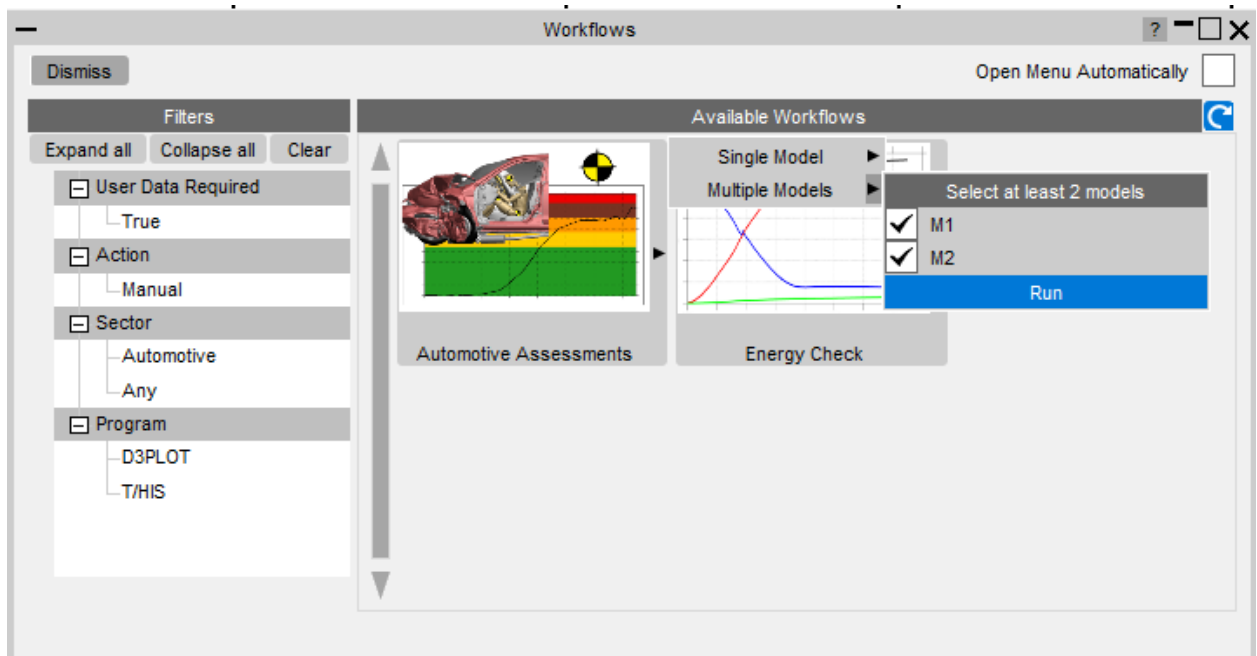 Workflows
?
Dismiss
Open Menu Automatically
Filters
Available Workflows
Expand all Collapse all Clear
User Data Required
True
Action
Manual
Sector
Automotive
Any
Program
D3PLOT
T/HIS
Single Model
Multiple Models
Select at least 2 models
M1
M2
Run
Automotive Assessments
Energy Check